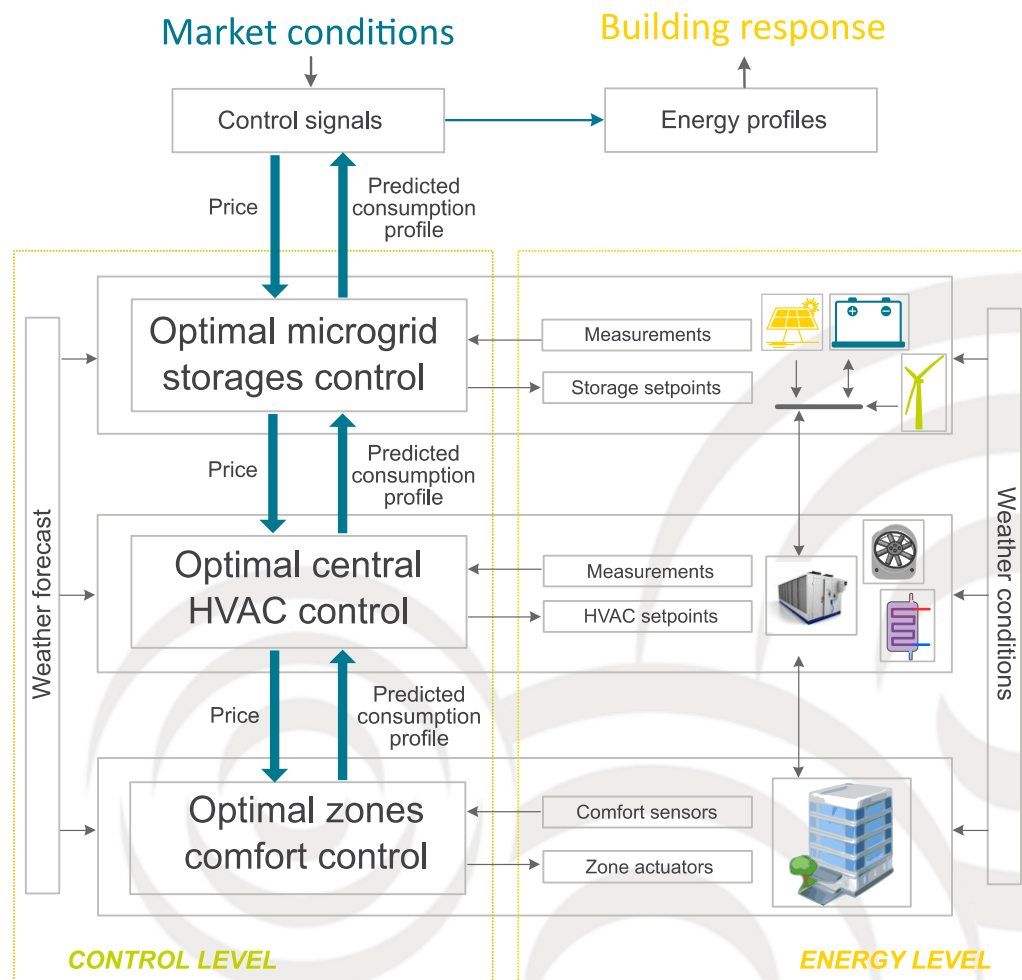 Market conditions
Building response
Control signals
Energy profiles
Price
Predicted
consumption
profile
Optimal microgrid
storages control
Measurements
Storage setpoints
Price
Predicted
consumption
profile
Weather forecast
Weather conditions
Optimal central
HVAC control
Measurements
HVAC setpoints
Price
Predicted
consumption
profile
Optimal zones
comfort control
Comfort sensors
Zone actuators
CONTROL LEVEL
ENERGY LEVEL